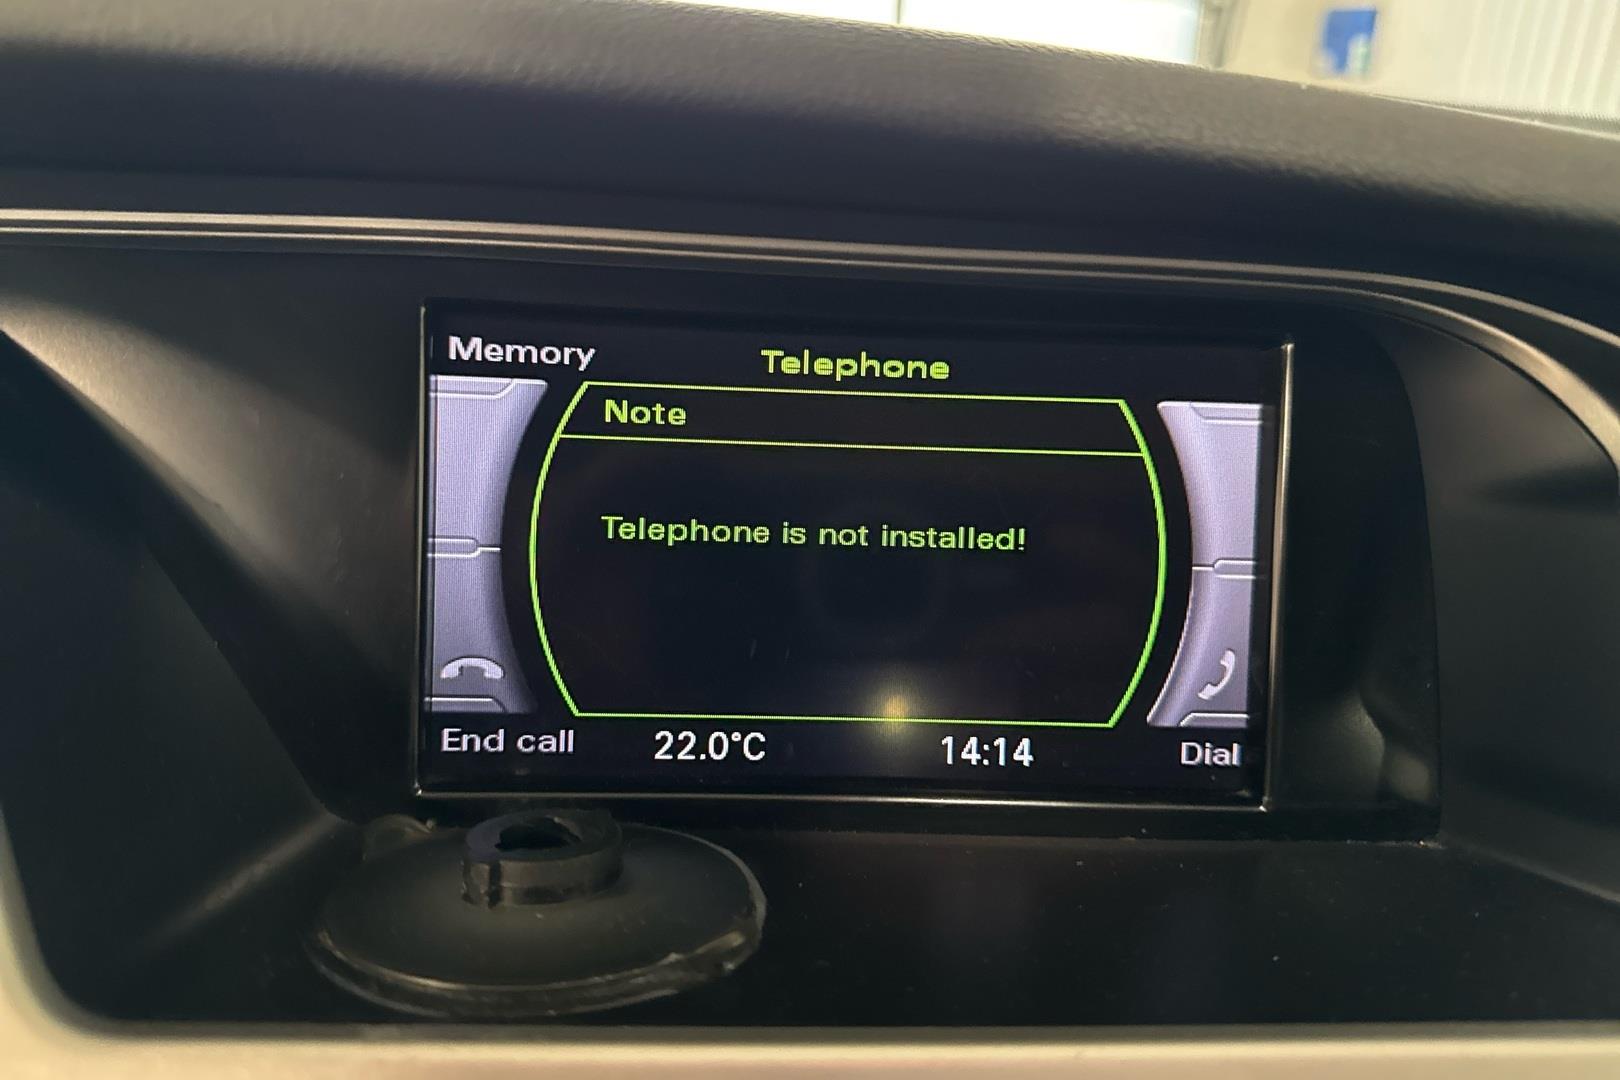 Memory
Telephone
Note
Telephone is not installed!
End call
22.0°C
14:14
Dial